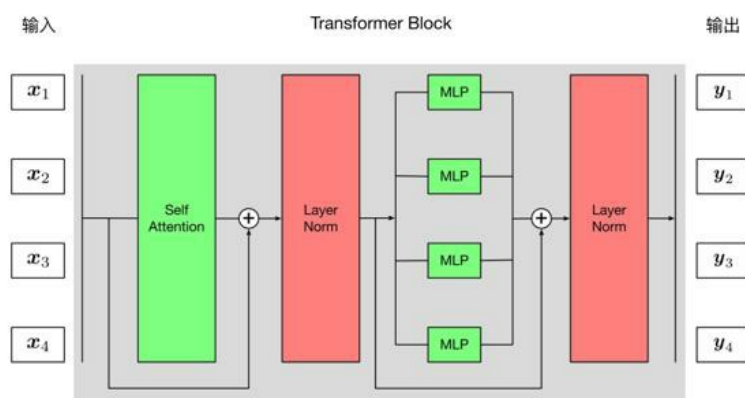 输入
Transformer Block
输出
x₁
x₂
x₃
x₄
Self
Attention
+
Layer
Norm
MLP
MLP
MLP
MLP
+
Layer
Norm
y₁
y₂
y₃
y₄